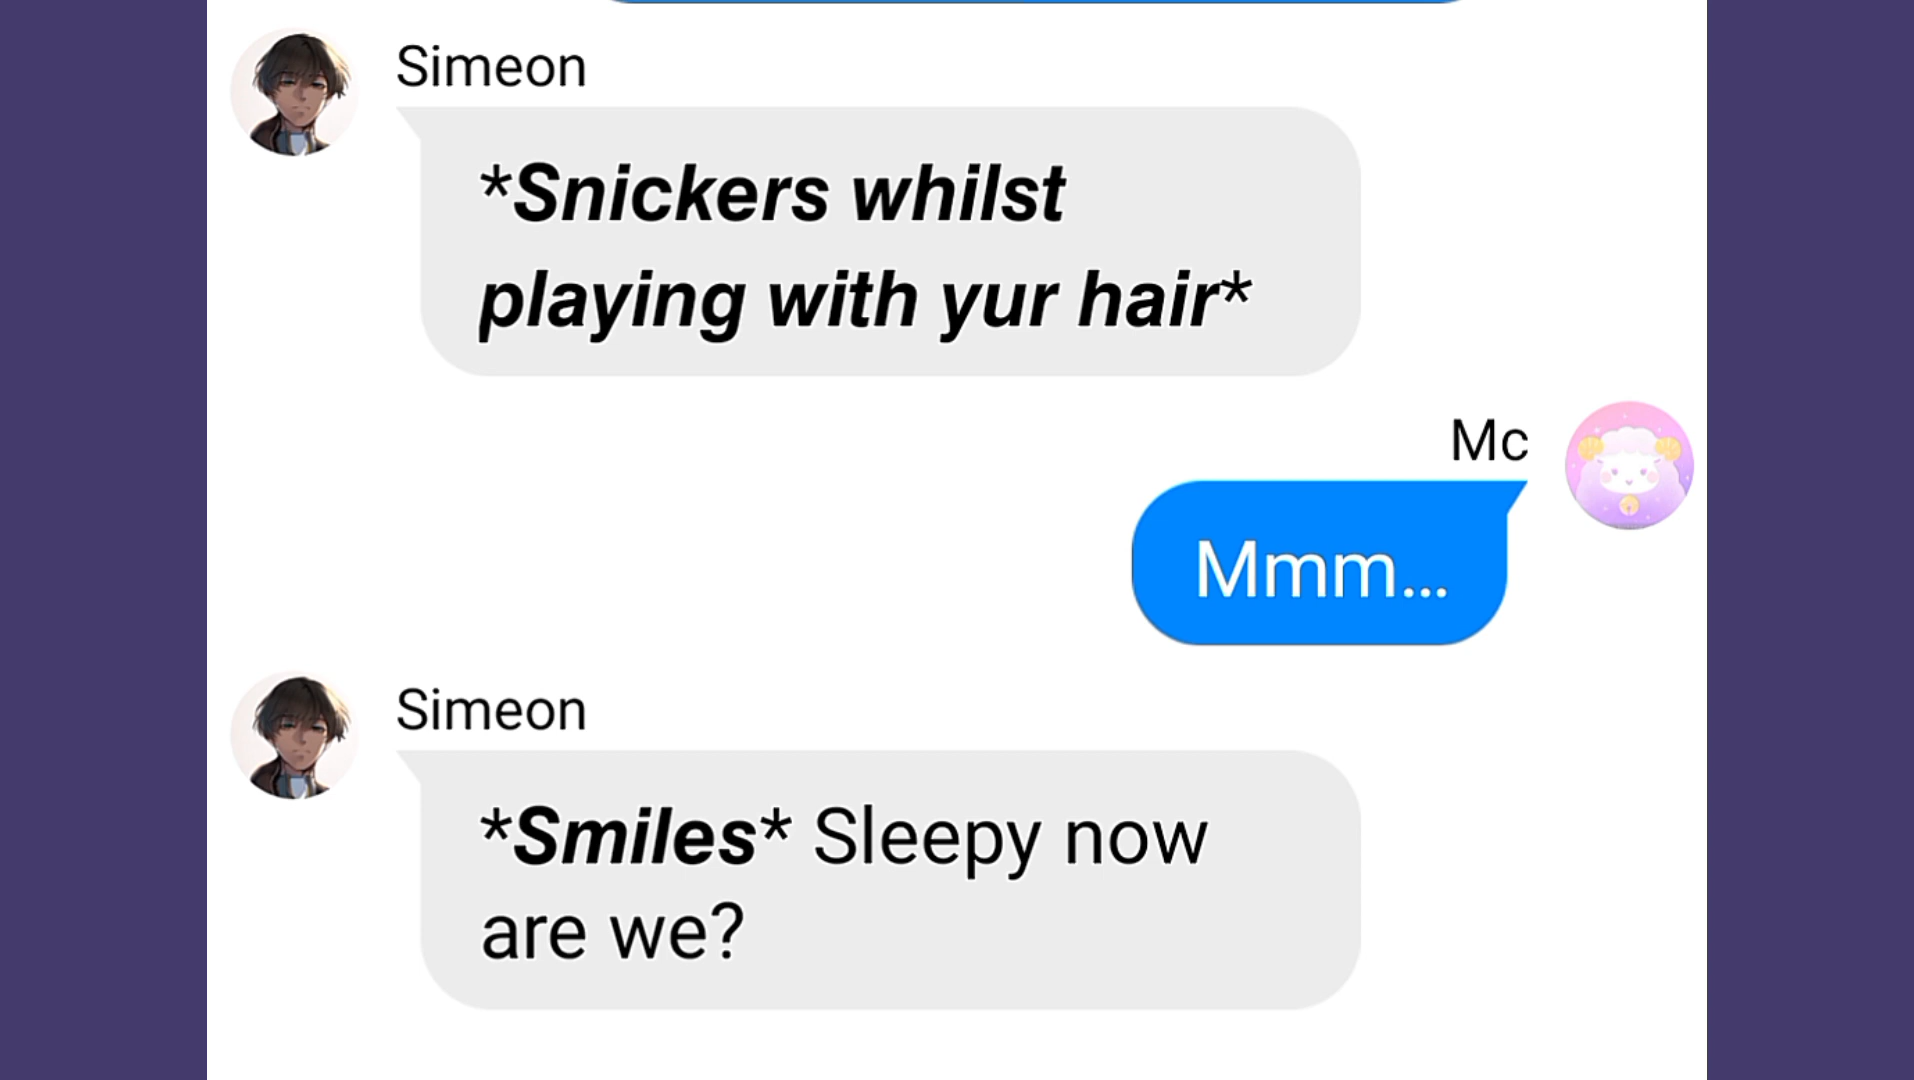 Simeon
*Snickers whilst
playing with yur hair*
Mc
Mmm...
Simeon
*Smiles* Sleepy now
are we?